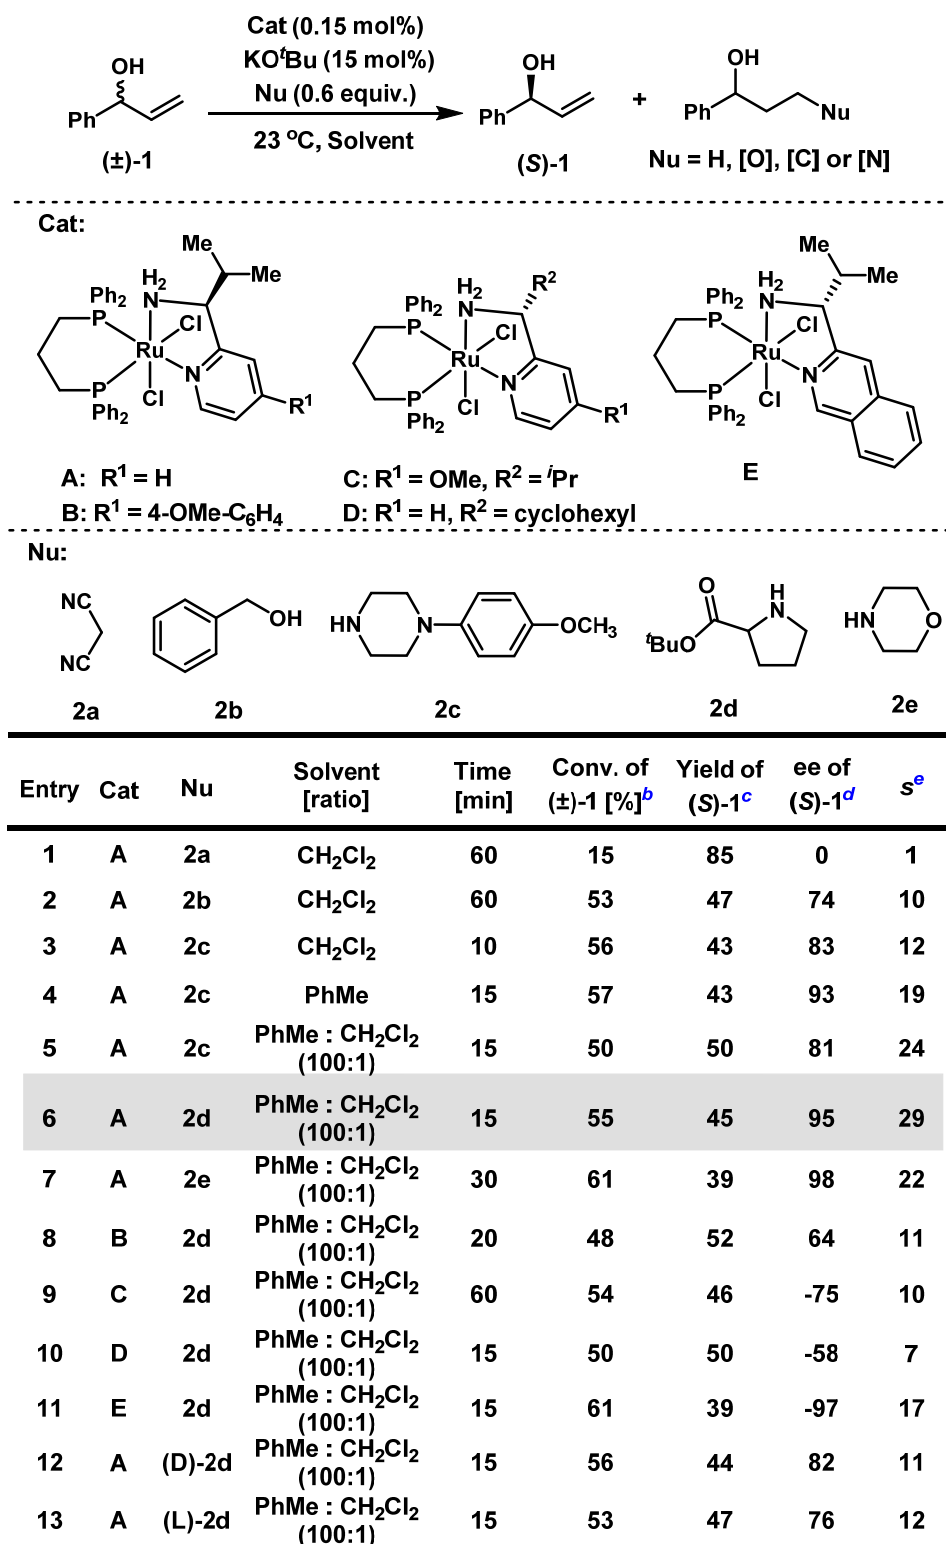 Cat (0.15 mol%)
KOᵗBu (15 mol%)
Nu (0.6 equiv.)
23 °C, Solvent
OH
Ph
(±)-1
OH
Ph
(S)-1
+
OH
Ph
Nu
Nu = H, [O], [C] or [N]
Cat:
Me
Me
H₂
N
Ph₂
P
Cl
Ru
N
P
Ph₂
Cl
R¹
A: R¹ = H
B: R¹ = 4-OMe-C₆H₄
R²
H₂
N
Ph₂
P
Cl
Ru
N
P
Ph₂
Cl
R¹
C: R¹ = OMe, R² = ⁱPr
D: R¹ = H, R² = cyclohexyl
Me
Me
H₂
N
Ph₂
P
Cl
Ru
N
P
Ph₂
Cl
E
Nu:
NC
NC
2a
OH
2b
HN
N
OCH₃
2c
O
H
N
ᵗBuO
2d
HN
O
2e
Entry Cat Nu Solvent [ratio] Time [min] Conv. of (±)-1 [%]ᵇ Yield of (S)-1ᶜ ee of (S)-1ᵈ sᵉ
1 A 2a CH₂Cl₂ 60 15 85 0 1
2 A 2b CH₂Cl₂ 60 53 47 74 10
3 A 2c CH₂Cl₂ 10 56 43 83 12
4 A 2c PhMe 15 57 43 93 19
5 A 2c PhMe : CH₂Cl₂ (100:1) 15 50 50 81 24
6 A 2d PhMe : CH₂Cl₂ (100:1) 15 55 45 95 29
7 A 2e PhMe : CH₂Cl₂ (100:1) 30 61 39 98 22
8 B 2d PhMe : CH₂Cl₂ (100:1) 20 48 52 64 11
9 C 2d PhMe : CH₂Cl₂ (100:1) 60 54 46 -75 10
10 D 2d PhMe : CH₂Cl₂ (100:1) 15 50 50 -58 7
11 E 2d PhMe : CH₂Cl₂ (100:1) 15 61 39 -97 17
12 A (D)-2d PhMe : CH₂Cl₂ (100:1) 15 56 44 82 11
13 A (L)-2d PhMe : CH₂Cl₂ (100:1) 15 53 47 76 12